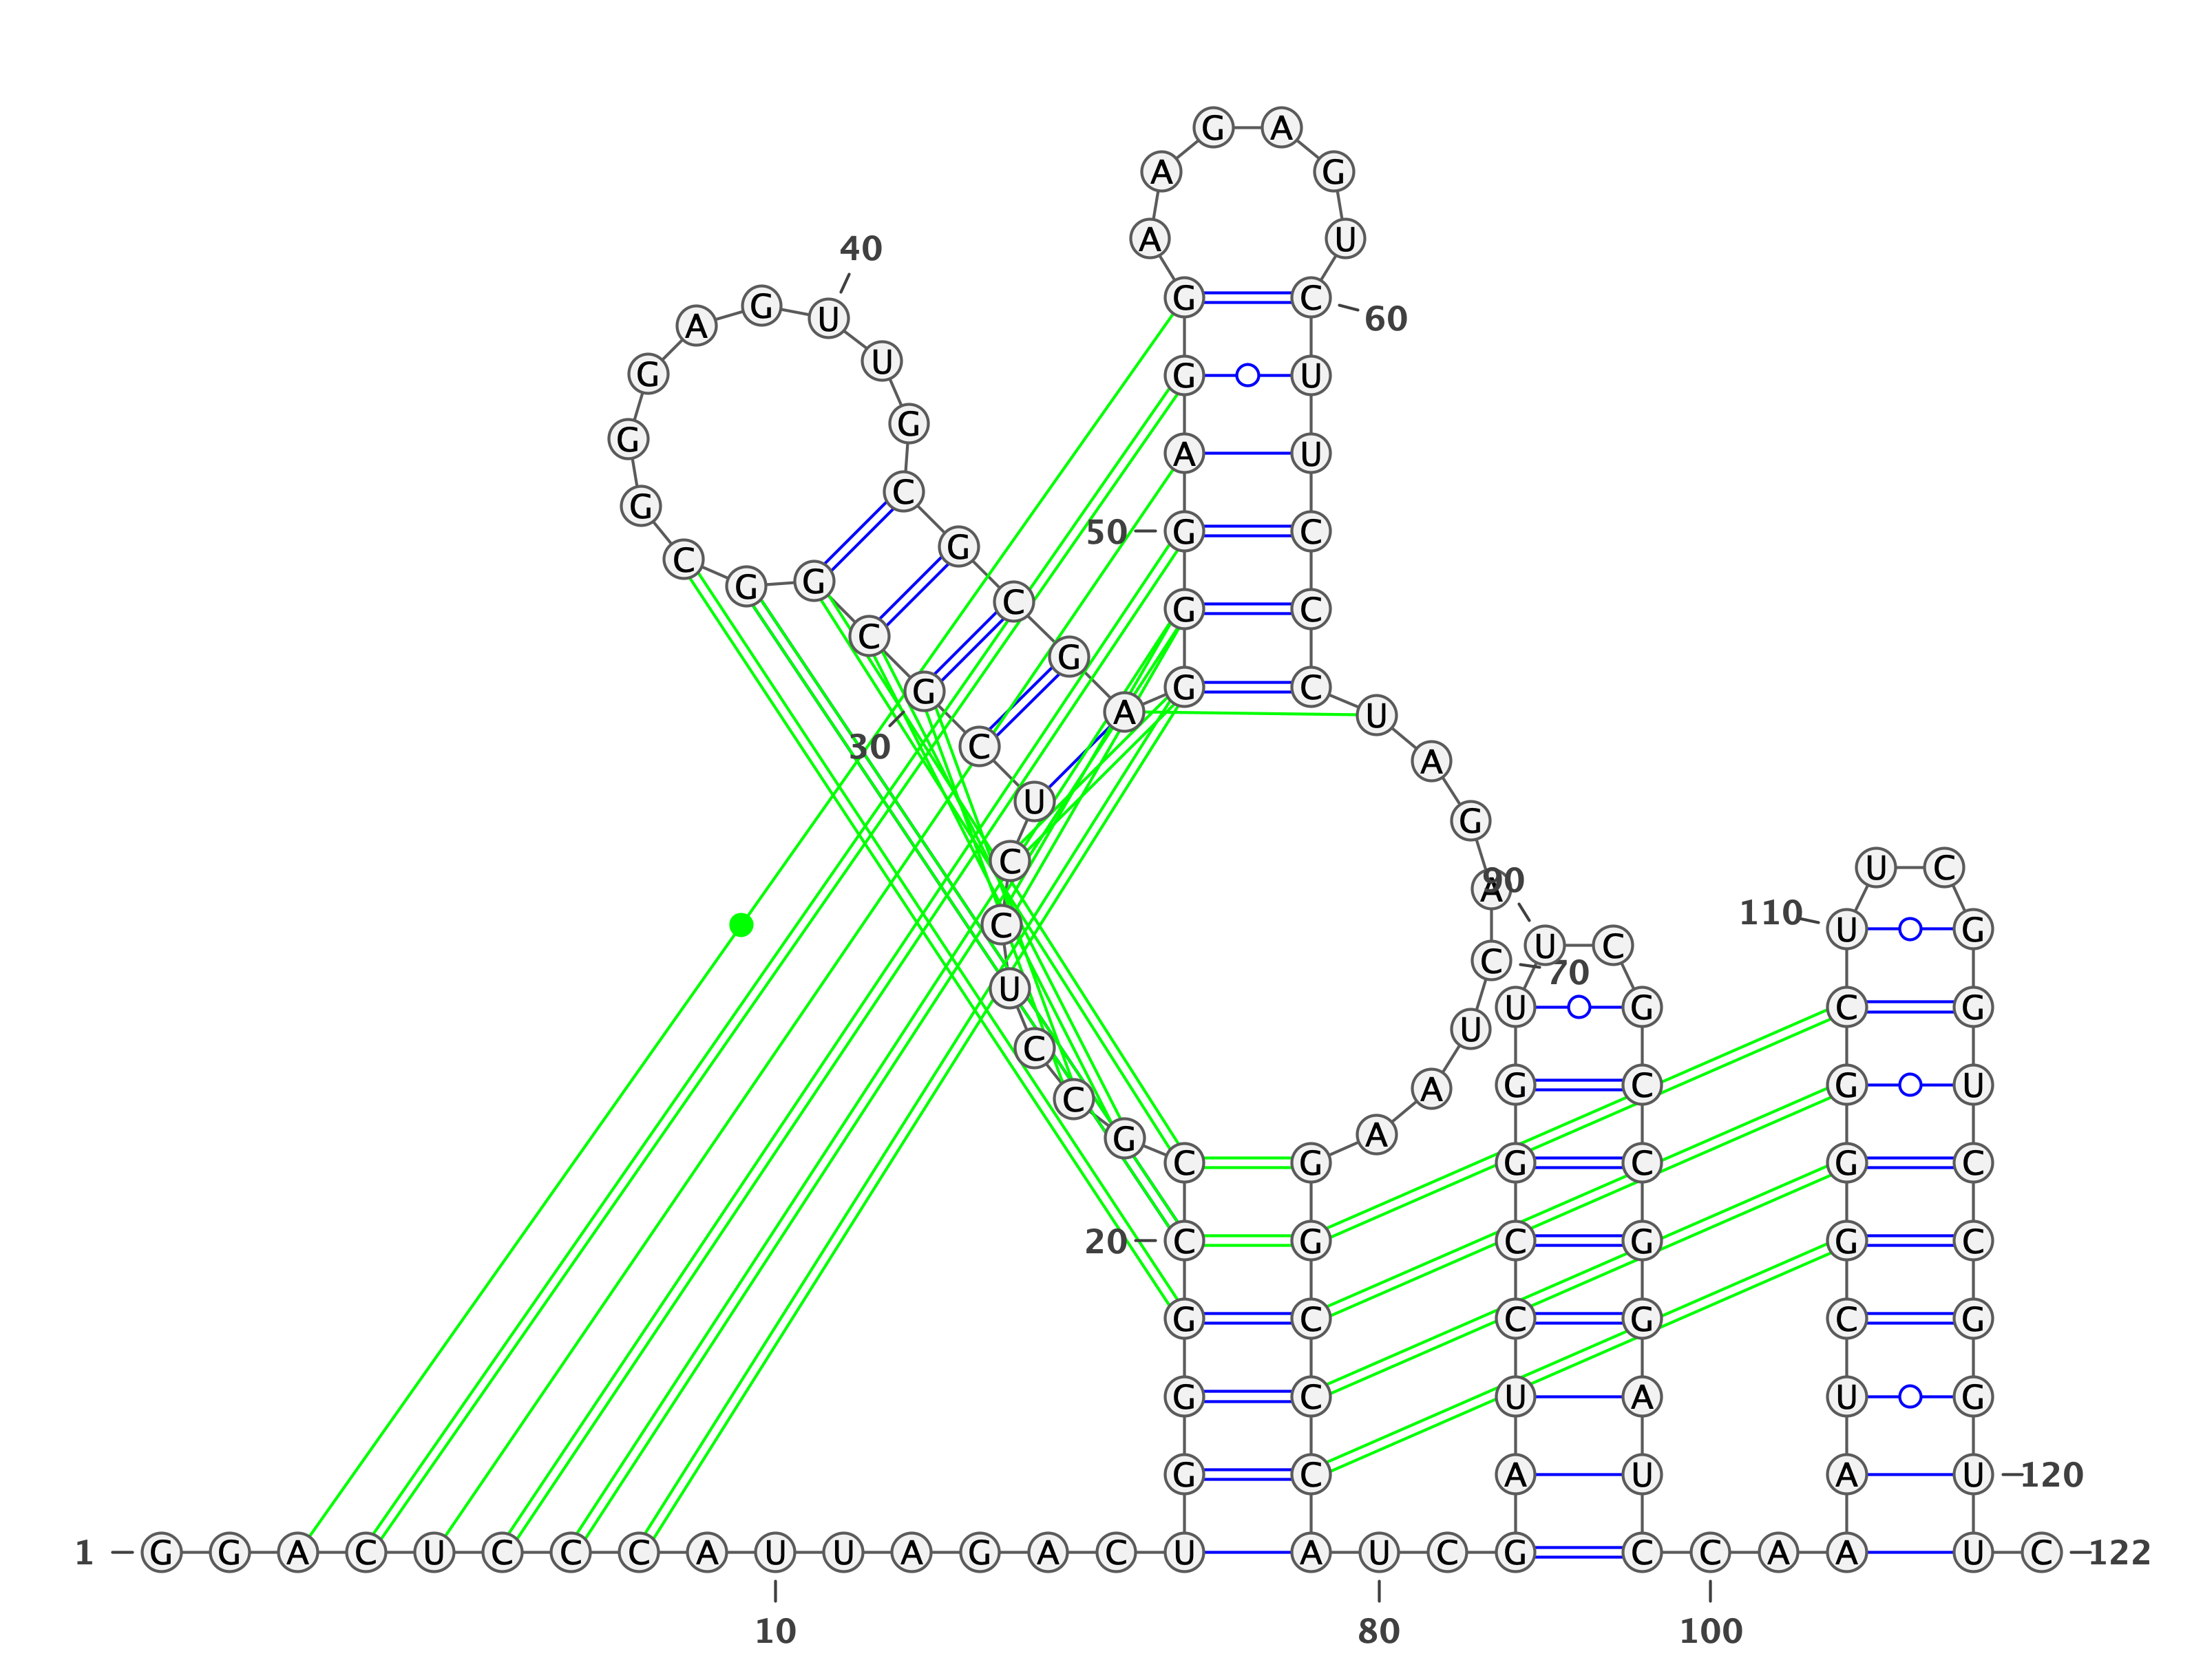 G A
A G
A U
40
G U
A G C
60
G U G U
G G A U
G C 50 G C
C G G C G C
C G G C
G A U
30 C A
U G
C 90 A U C
C 110 U G
U C 70 U C
C U U G C G
C A G C G U
G A
C G G C G C
20 C G C G G C
G C C G C G
G C U A U G
G C A U A U 120
1 G G A C U C C C A U U A G A C U A U C G C C A A U C 122
10 80 100